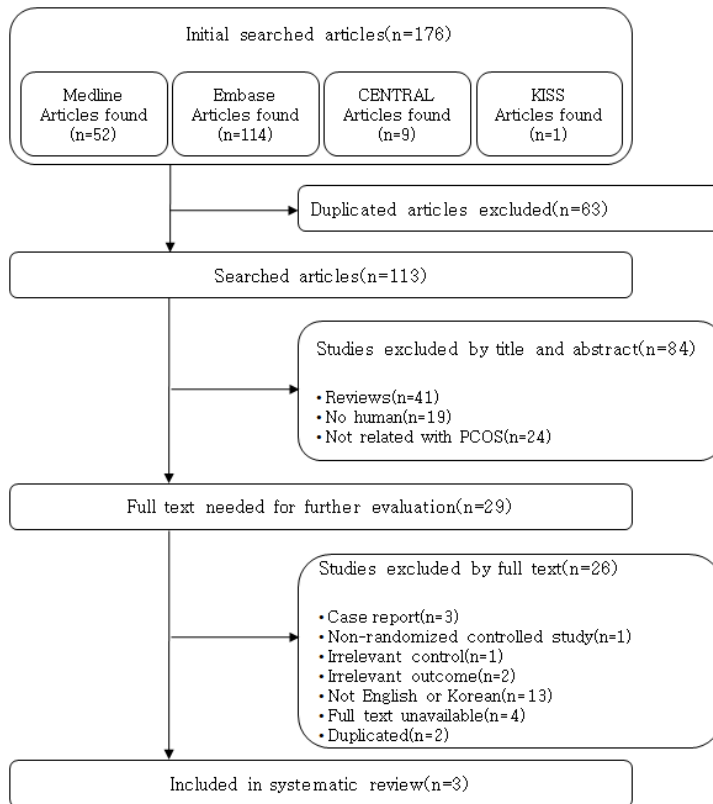 Initial searched articles(n=176)
Medline
Articles found
(n=52)
Embase
Articles found
(n=114)
CENTRAL
Articles found
(n=9)
KISS
Articles found
(n=1)
Duplicated articles excluded(n=63)
Searched articles(n=113)
Studies excluded by title and abstract(n=84)
• Reviews(n=41)
• No human(n=19)
• Not related with PCOS(n=24)
Full text needed for further evaluation(n=29)
Studies excluded by full text(n=26)
• Case report(n=3)
• Non-randomized controlled study(n=1)
• Irrelevant control(n=1)
• Irrelevant outcome(n=2)
• Not English or Korean(n=13)
• Full text unavailable(n=4)
• Duplicated(n=2)
Included in systematic review(n=3)